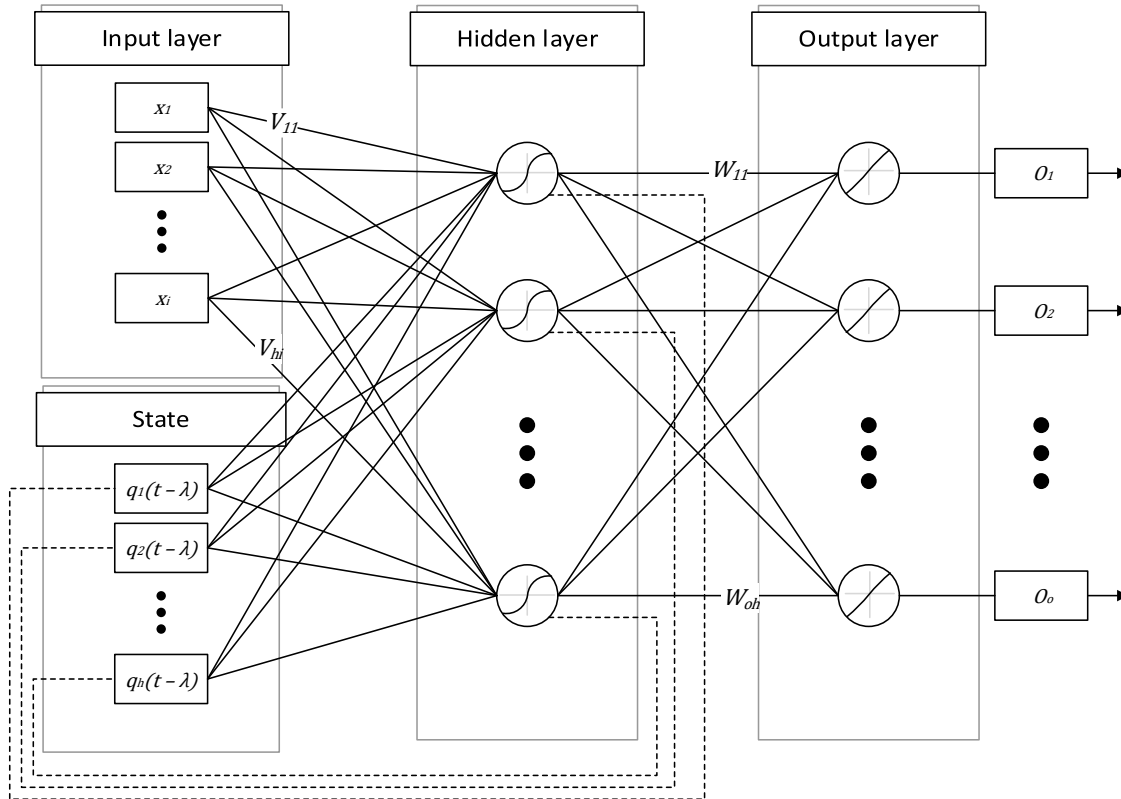 Input layer
Hidden layer
Output layer
x₁
V₁₁
x₂
W₁₁
O₁
xᵢ
O₂
Vₕᵢ
State
q₁(t – λ)
q₂(t – λ)
Wₒₕ
Oₒ
qₕ(t – λ)